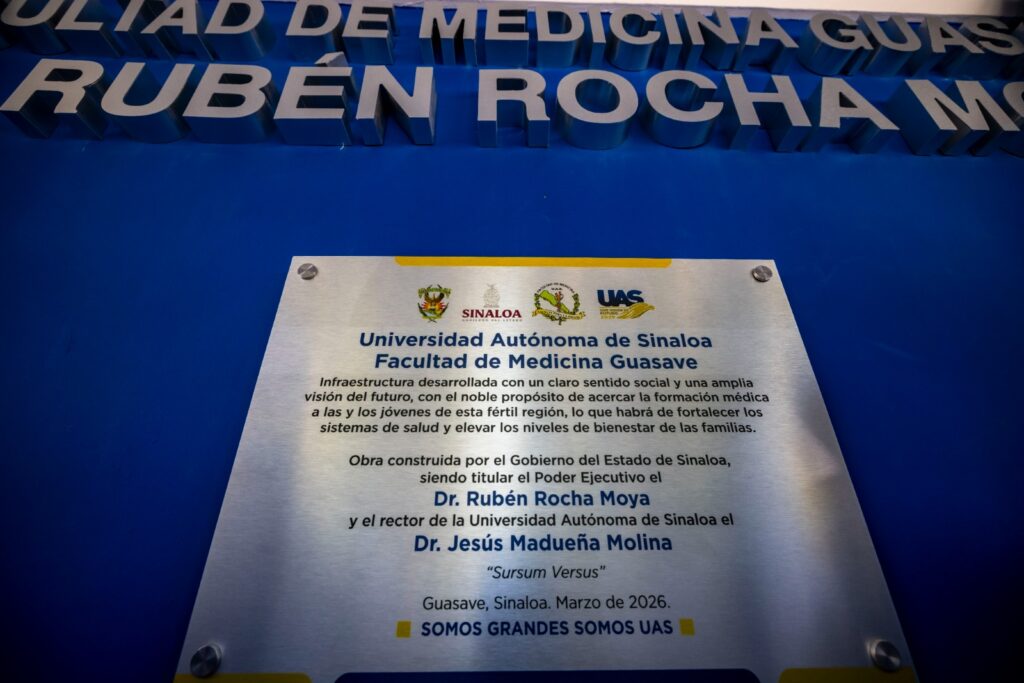 ULTAD DE MEDICINA GUAS
RUBÉN ROCHA MO
SINALOA
GOBIERNO DEL ESTADO
UAS
Universidad Autónoma de Sinaloa
Facultad de Medicina Guasave
Infraestructura desarrollada con un claro sentido social y una amplia
visión del futuro, con el noble propósito de acercar la formación médica
a las y los jóvenes de esta fértil región, lo que habrá de fortalecer los
sistemas de salud y elevar los niveles de bienestar de las familias.
Obra construida por el Gobierno del Estado de Sinaloa,
siendo titular el Poder Ejecutivo el
Dr. Rubén Rocha Moya
y el rector de la Universidad Autónoma de Sinaloa el
Dr. Jesús Madueña Molina
“Sursum Versus”
Guasave, Sinaloa. Marzo de 2026.
SOMOS GRANDES SOMOS UAS